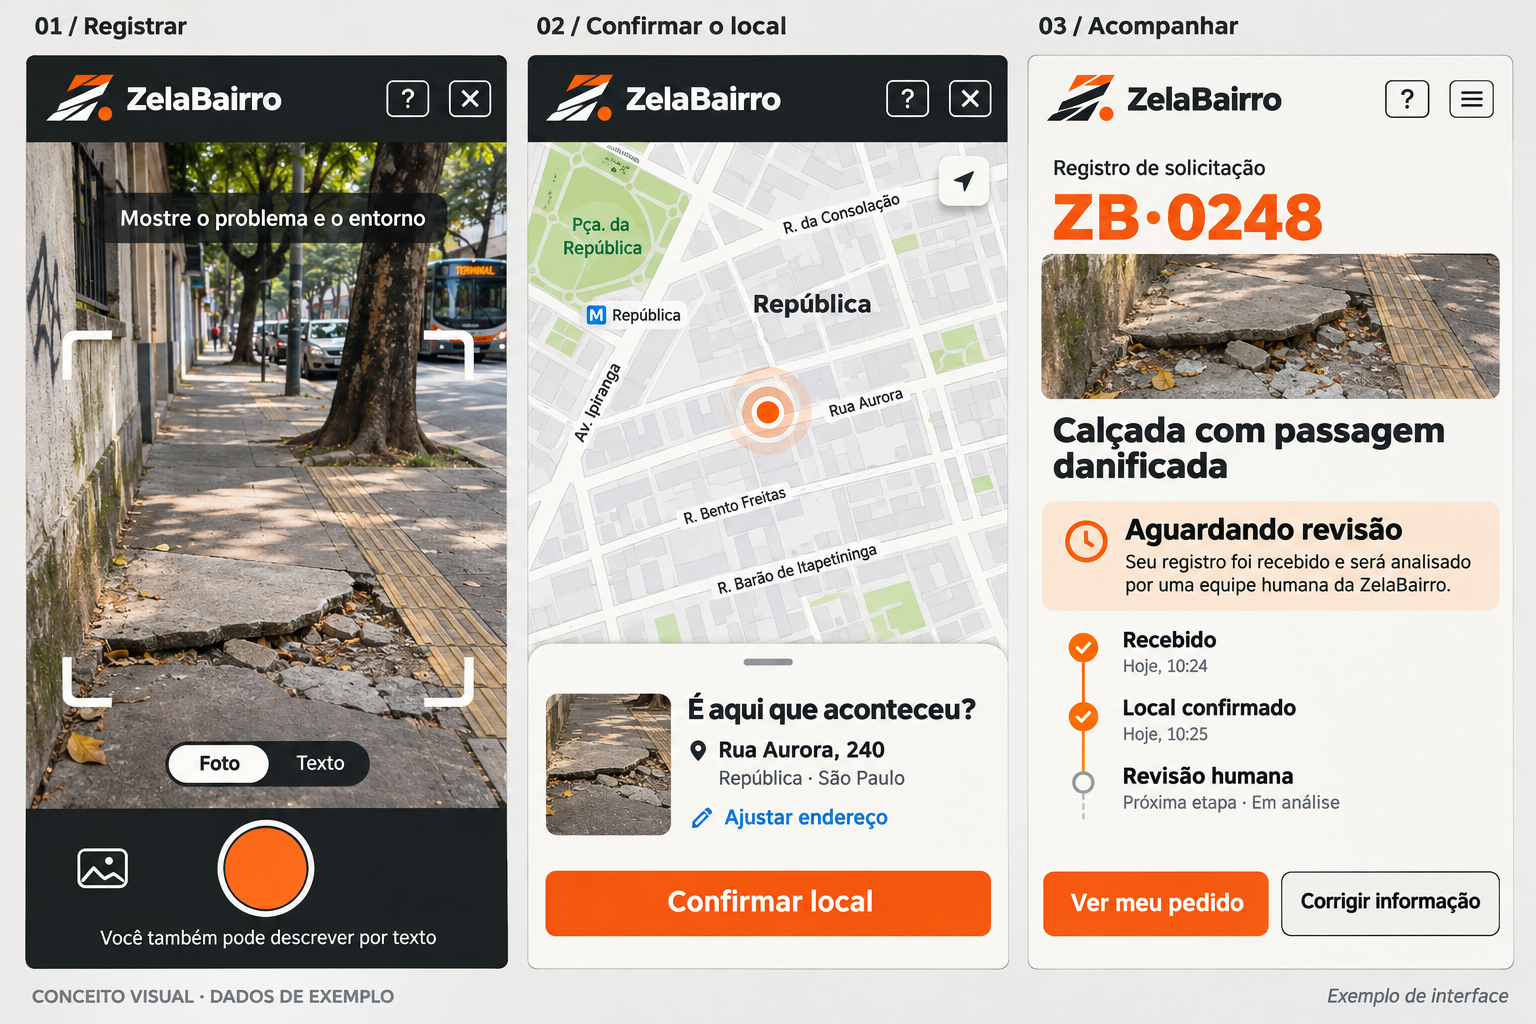 01 / Registrar
ZelaBairro
?
Mostre o problema e o entorno
TERMINAL
Foto
Texto
Você também pode descrever por texto
02 / Confirmar o local
ZelaBairro
?
Pça. da
República
R. da Consolação
República
M República
Av. Ipiranga
Rua Aurora
R. Bento Freitas
R. Barão de Itapetininga
É aqui que aconteceu?
Rua Aurora, 240
República · São Paulo
Ajustar endereço
Confirmar local
03 / Acompanhar
ZelaBairro
?
Registro de solicitação
ZB·0248
Calçada com passagem
danificada
Aguardando revisão
Seu registro foi recebido e será analisado
por uma equipe humana da ZelaBairro.
Recebido
Hoje, 10:24
Local confirmado
Hoje, 10:25
Revisão humana
Próxima etapa · Em análise
Ver meu pedido
Corrigir informação
CONCEITO VISUAL · DADOS DE EXEMPLO
Exemplo de interface